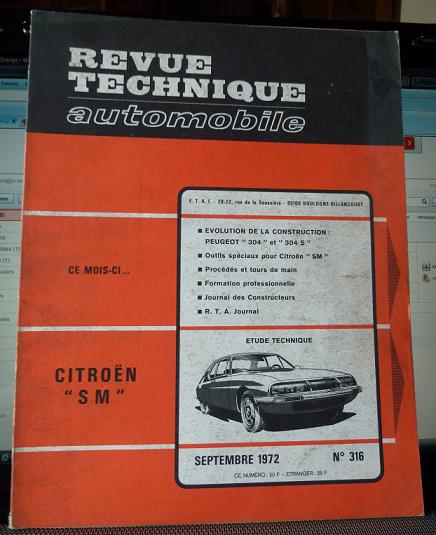 REVUE
TECHNIQUE
automobile
E. T. A. I. - 20-22, rue de la Saussière - 92100 BOULOGNE-BILLANCOURT
■ EVOLUTION DE LA CONSTRUCTION :
PEUGEOT " 304 " et " 304 S "
■ Outils spéciaux pour Citroën " SM "
■ Procédés et tours de main
■ Formation professionnelle
■ Journal des Constructeurs
■ R. T. A. Journal
CE MOIS-CI...
ETUDE TECHNIQUE
CITROËN
" SM "
SEPTEMBRE 1972 N° 316
CE NUMÉRO : 20 F - ETRANGER : 25 F